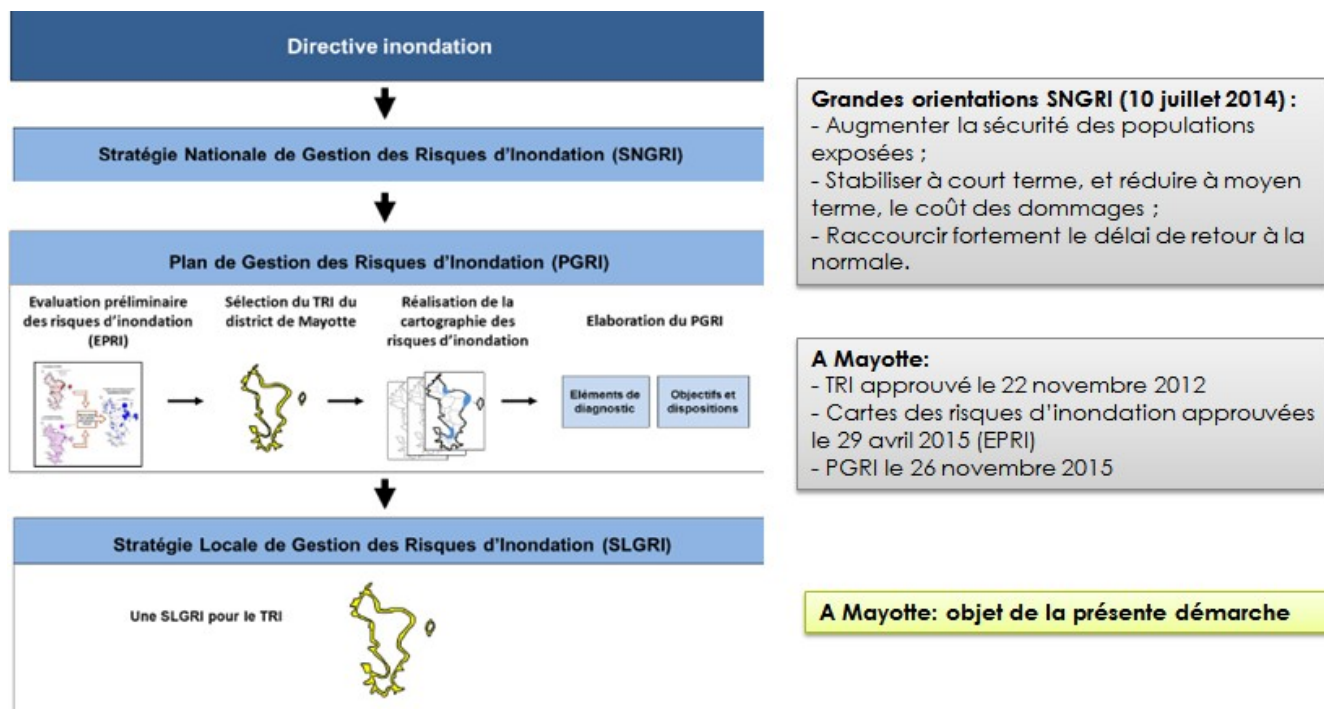 Directive inondation
Stratégie Nationale de Gestion des Risques d'Inondation (SNGRI)
Grandes orientations SNGRI (10 juillet 2014) :
- Augmenter la sécurité des populations
exposées ;
- Stabiliser à court terme, et réduire à moyen
terme, le coût des dommages ;
- Raccourcir fortement le délai de retour à la
normale.
Plan de Gestion des Risques d'Inondation (PGRI)
Evaluation préliminaire
des risques d'inondation
(EPRI)
Sélection du TRI du
district de Mayotte
Réalisation de la
cartographie des
risques d'inondation
Elaboration du PGRI
Eléments de
diagnostic
Objectifs et
dispositions
A Mayotte:
- TRI approuvé le 22 novembre 2012
- Cartes des risques d'inondation approuvées
le 29 avril 2015 (EPRI)
- PGRI le 26 novembre 2015
Stratégie Locale de Gestion des Risques d'Inondation (SLGRI)
Une SLGRI pour le TRI
A Mayotte: objet de la présente démarche